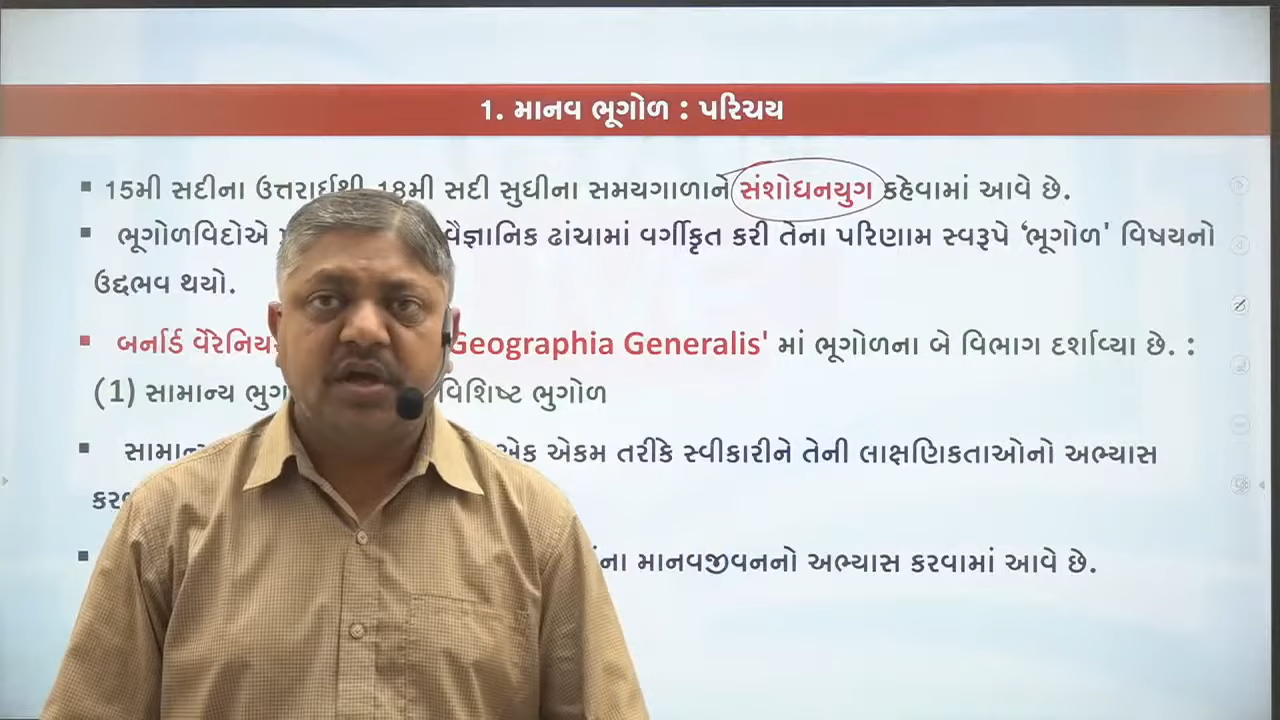 1. માનવ ભૂગોળ : પરિચય
▪ 15મી સદીના ઉત્તરાર્ધથી 18મી સદી સુધીના સમયગાળાને સંશોધનયુગ કહેવામાં આવે છે.
▪ ભૂગોળવિદોએ વૈજ્ઞાનિક ઢાંચામાં વર્ગીકૃત કરી તેના પરિણામ સ્વરૂપે 'ભૂગોળ' વિષયનો
ઉદ્દભવ થયો.
▪ બર્નાર્ડ Geographia Generalis' માં ભૂગોળના બે વિભાગ દર્શાવ્યા છે. :
(1) સામાન્ય વિશિષ્ટ ભુગોળ
▪ એક એકમ તરીકે સ્વીકારીને તેની લાક્ષણિકતાઓનો અભ્યાસ
▪ માનવજીવનનો અભ્યાસ કરવામાં આવે છે.